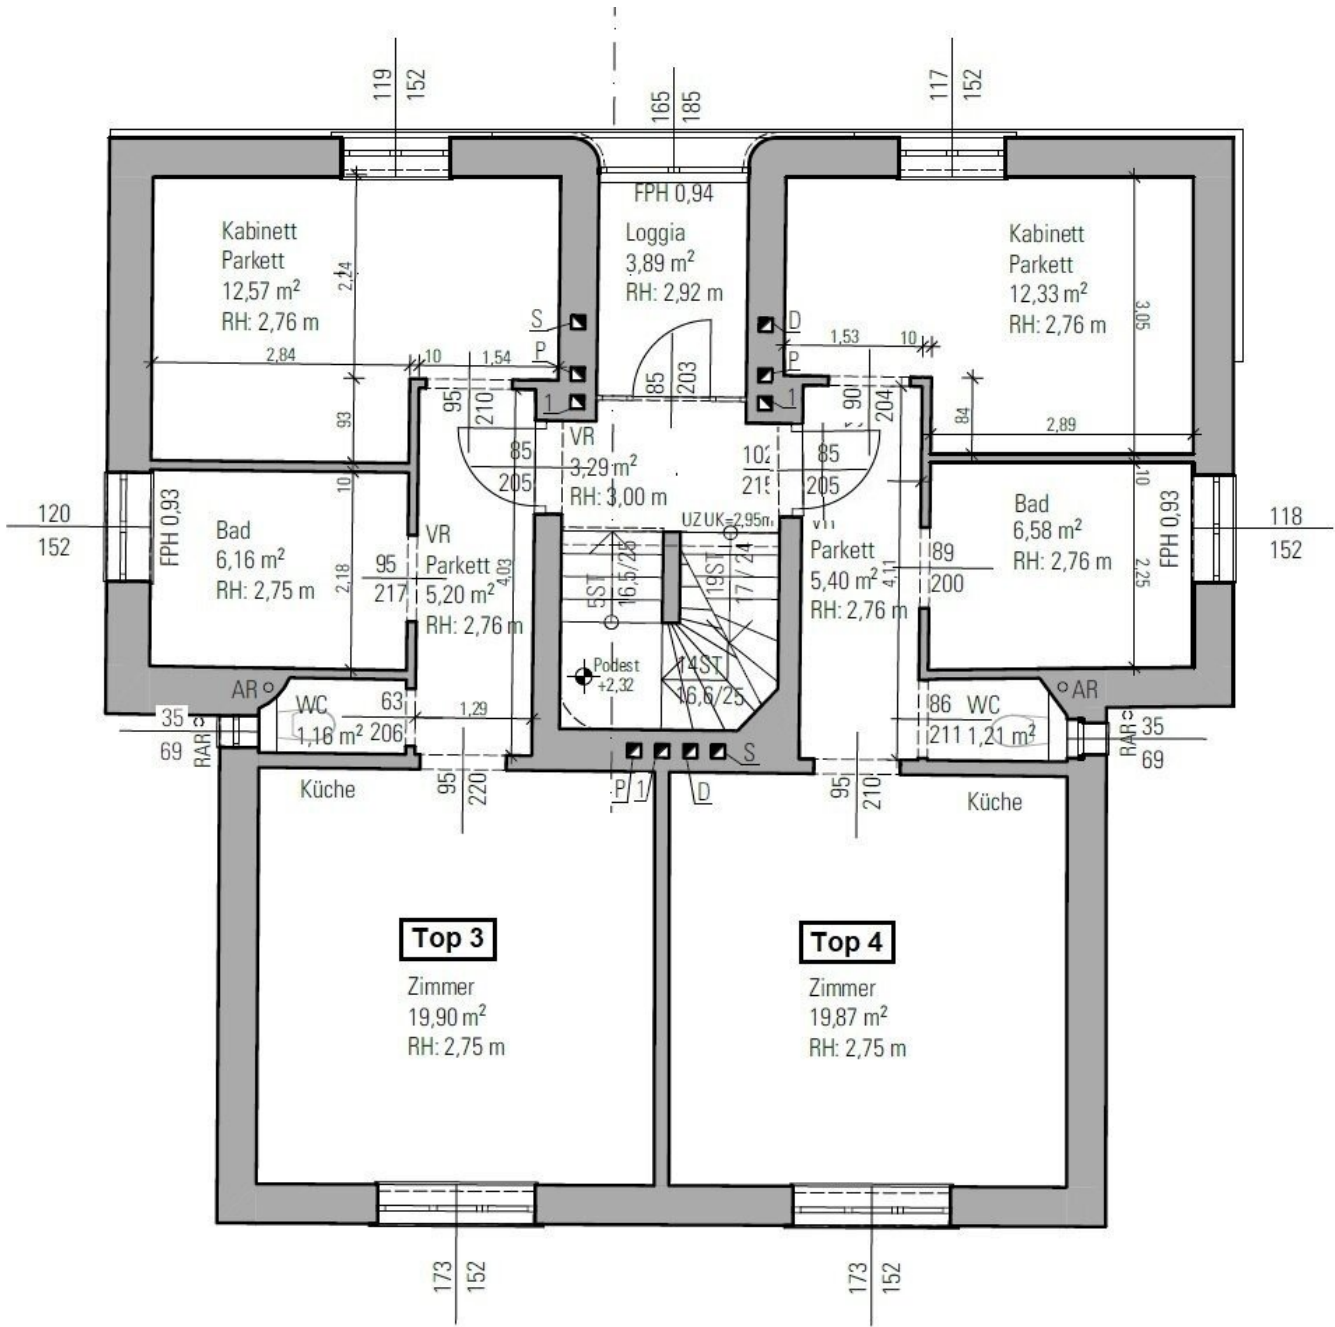 119
152
165
185
117
152
FPH 0,94
Kabinett
Parkett
12,57 m²
RH: 2,76 m
2,24
Loggia
3,89 m²
RH: 2,92 m
Kabinett
Parkett
12,33 m²
RH: 2,76 m
3,05
S
P
1
D
P
1
2,84
10
1,54
1,53
10
95
210
85
203
90
204
93
84
2,89
VR
3,29 m²
RH: 3,00 m
85
205
102
215
85
205
10
10
120
152
FPH 0,93
Bad
6,16 m²
RH: 2,75 m
2,18
95
217
VR
Parkett
5,20 m²
RH: 2,76 m
4,03
UZUK=2,95m
5ST
16,5/25
19ST
17 / 24
VR
Parkett
5,40 m²
RH: 2,76 m
4,11
89
200
Bad
6,58 m²
RH: 2,76 m
2,25
FPH 0,93
118
152
Podest
+2,32
14ST
16,6/25
AR
WC
1,16 m²
63
206
1,29
86
211
WC
1,21 m²
AR
35
69
RAR
RAR
35
69
Küche
95
220
P
1
D
S
95
210
Küche
Top 3
Zimmer
19,90 m²
RH: 2,75 m
Top 4
Zimmer
19,87 m²
RH: 2,75 m
173
152
173
152